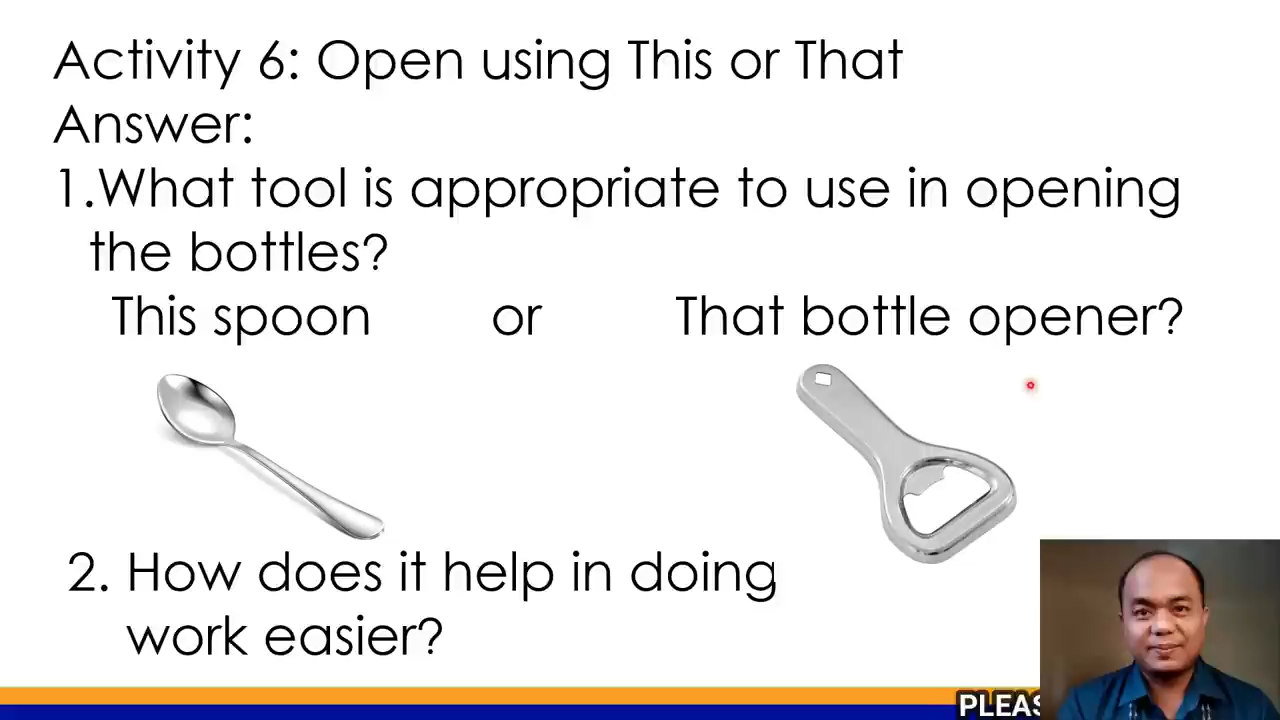 Activity 6: Open using This or That
Answer:
1.What tool is appropriate to use in opening
the bottles?
This spoon or That bottle opener?
2. How does it help in doing
work easier?